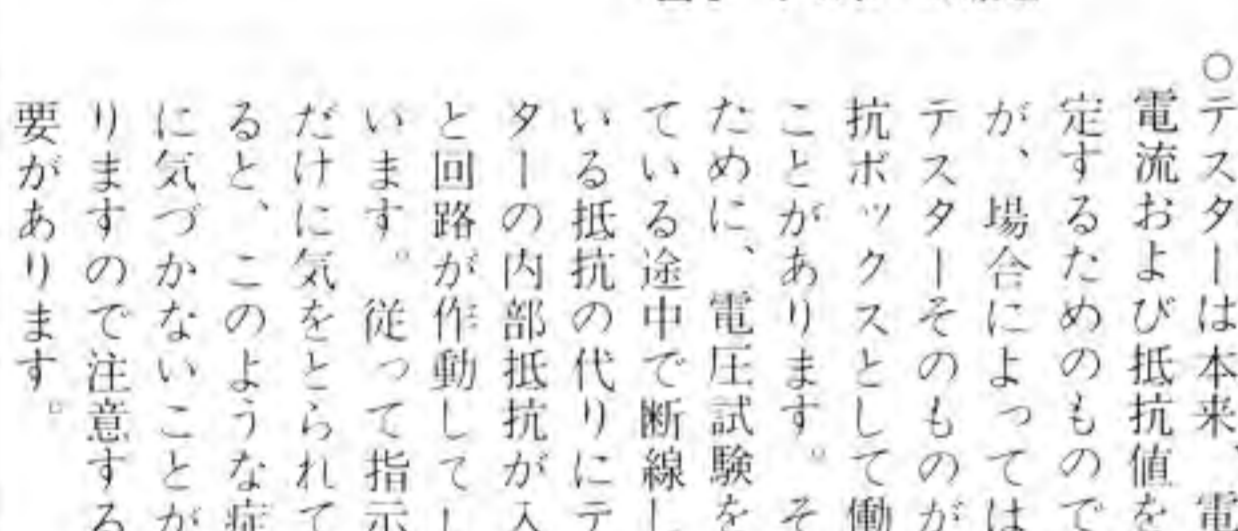 ○テスターは本来、電
電流および抵抗値を
定するためのもので
が、場合によっては
テスターそのものが
抗ボックスとして働
ことがあります。そ
ために、電圧試験を
ている途中で断線し
いる抵抗の代りにテ
ターの内部抵抗が入
と回路が作動してし
います。従って指示
だけに気をとられて
ると、このような症
に気づかないことが
りますので注意する
要があります。